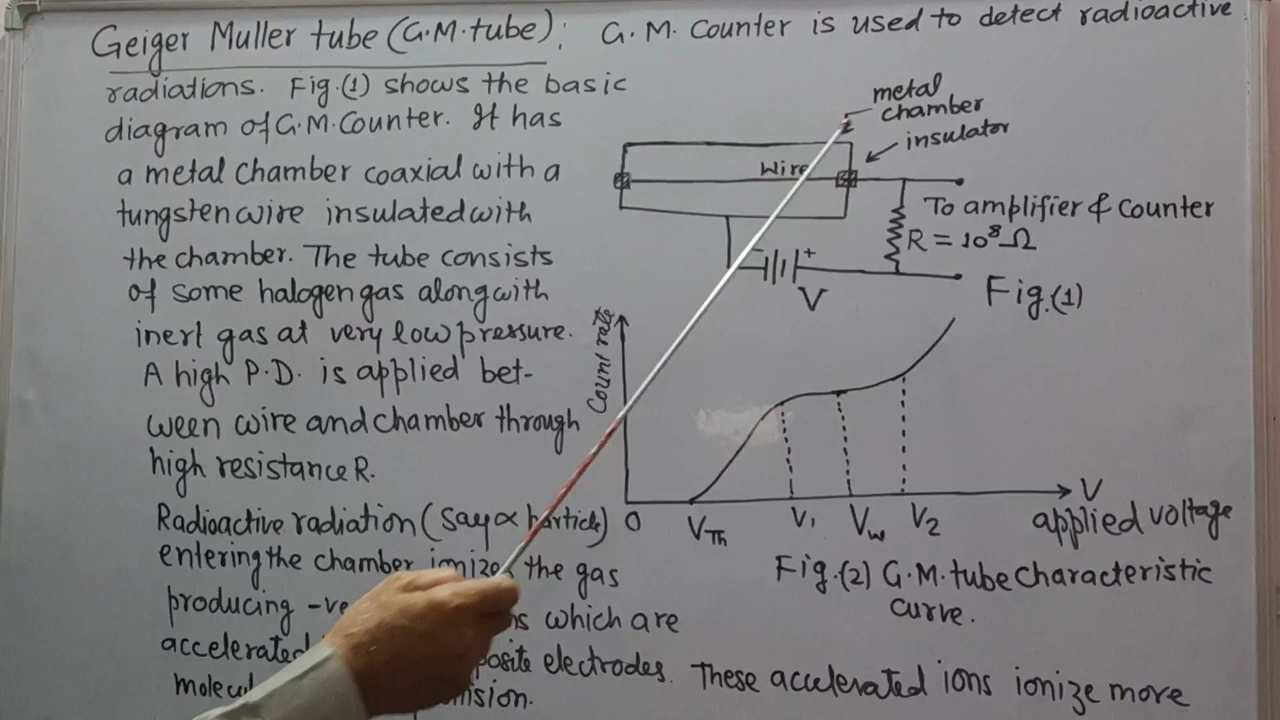 Geiger Muller tube (G.M.tube): G.M. Counter is used to detect radioactive
radiations. Fig.(1) shows the basic
diagram of G.M.Counter. It has
a metal chamber coaxial with a
tungsten wire insulated with
the chamber. The tube consists
of some halogen gas along with
inert gas at very low pressure.
A high P.D. is applied bet-
ween wire and chamber through
high resistance R.
Radioactive radiation (say α particle)
entering the chamber ionizes the gas
producing -ve which are
accelerated opposite electrodes. These accelerated ions ionize more
metal
chamber
insulator
Wire
To amplifier & counter
R = 10⁸ Ω
- +
V
Fig.(1)
Count rate
0 VTh V₁ Vw V₂ V
applied voltage
Fig.(2) G.M.tube characteristic
curve.